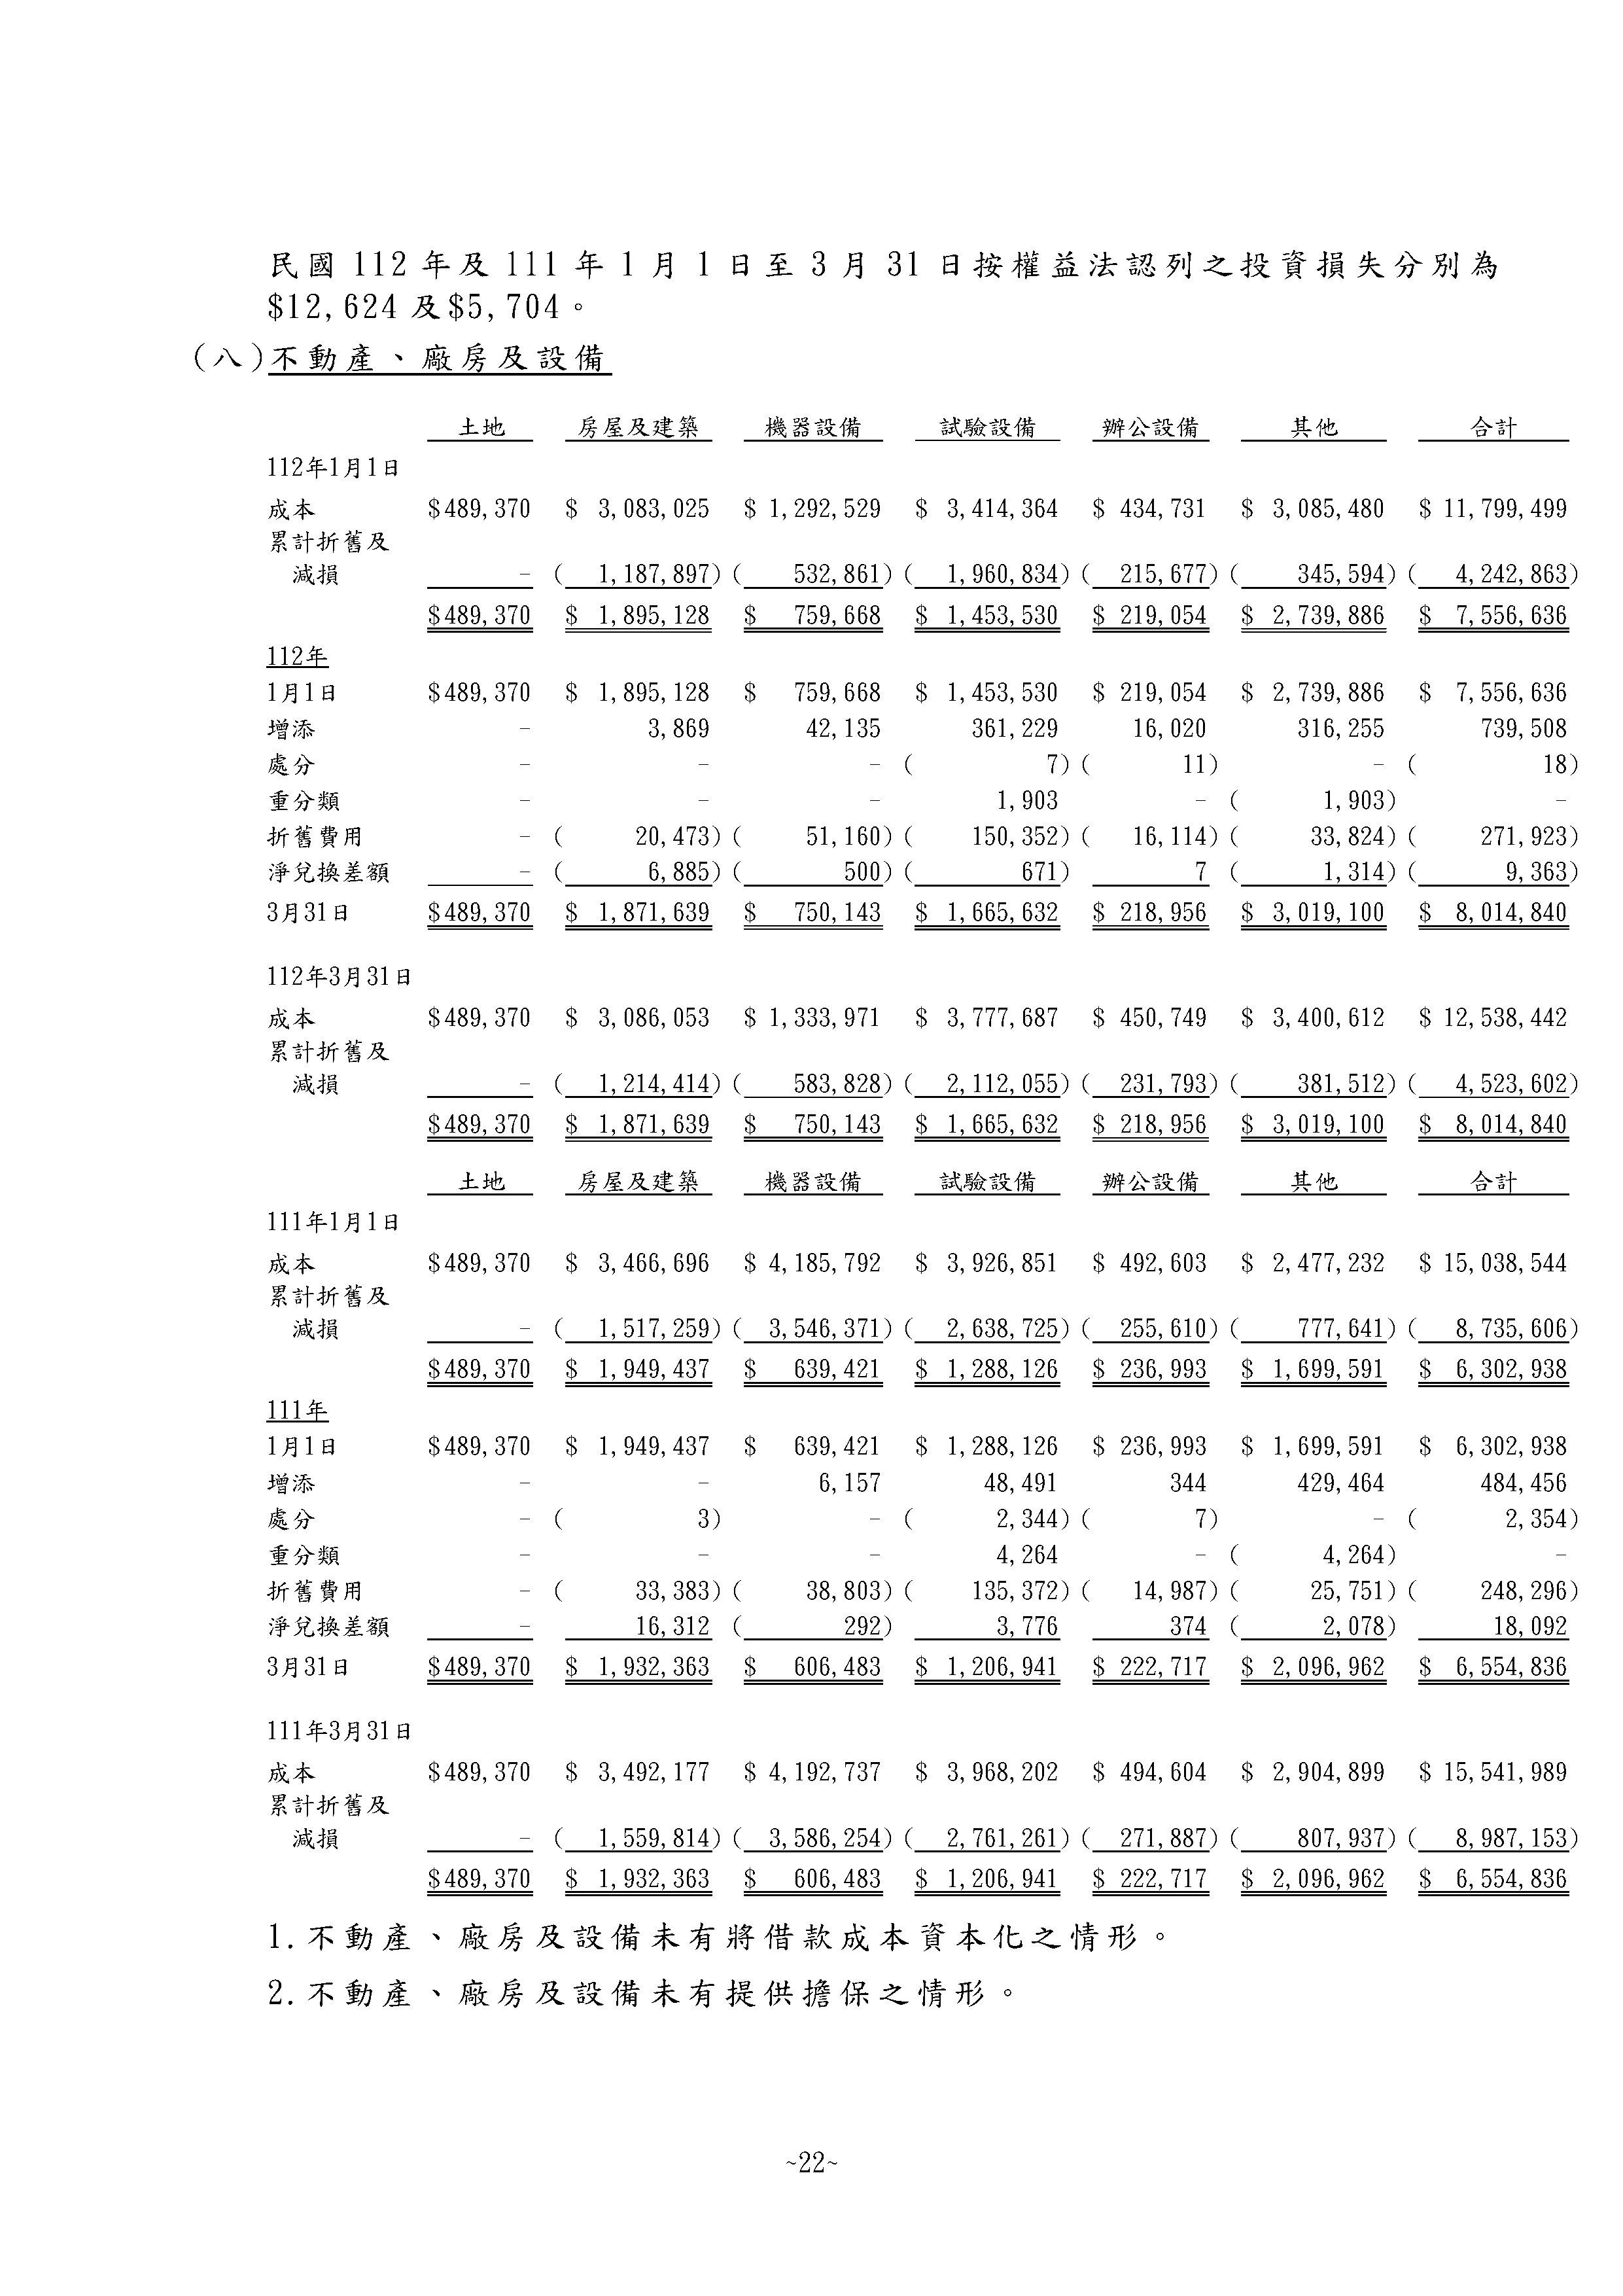 民國 112 年及 111 年 1 月 1 日至 3 月 31 日按權益法認列之投資損失分別為
$12,624 及$5,704。
(八)不動產、廠房及設備
土地 房屋及建築 機器設備 試驗設備 辦公設備 其他 合計
112年1月1日
成本 $489,370 $ 3,083,025 $ 1,292,529 $ 3,414,364 $ 434,731 $ 3,085,480 $ 11,799,499
累計折舊及
減損 - ( 1,187,897) ( 532,861) ( 1,960,834) ( 215,677) ( 345,594) ( 4,242,863)
$489,370 $ 1,895,128 $ 759,668 $ 1,453,530 $ 219,054 $ 2,739,886 $ 7,556,636
112年
1月1日 $489,370 $ 1,895,128 $ 759,668 $ 1,453,530 $ 219,054 $ 2,739,886 $ 7,556,636
增添 - 3,869 42,135 361,229 16,020 316,255 739,508
處分 - - - ( 7) ( 11) - ( 18)
重分類 - - - 1,903 - ( 1,903) -
折舊費用 - ( 20,473) ( 51,160) ( 150,352) ( 16,114) ( 33,824) ( 271,923)
淨兌換差額 - ( 6,885) ( 500) ( 671) 7 ( 1,314) ( 9,363)
3月31日 $489,370 $ 1,871,639 $ 750,143 $ 1,665,632 $ 218,956 $ 3,019,100 $ 8,014,840
112年3月31日
成本 $489,370 $ 3,086,053 $ 1,333,971 $ 3,777,687 $ 450,749 $ 3,400,612 $ 12,538,442
累計折舊及
減損 - ( 1,214,414) ( 583,828) ( 2,112,055) ( 231,793) ( 381,512) ( 4,523,602)
$489,370 $ 1,871,639 $ 750,143 $ 1,665,632 $ 218,956 $ 3,019,100 $ 8,014,840
土地 房屋及建築 機器設備 試驗設備 辦公設備 其他 合計
111年1月1日
成本 $489,370 $ 3,466,696 $ 4,185,792 $ 3,926,851 $ 492,603 $ 2,477,232 $ 15,038,544
累計折舊及
減損 - ( 1,517,259) ( 3,546,371) ( 2,638,725) ( 255,610) ( 777,641) ( 8,735,606)
$489,370 $ 1,949,437 $ 639,421 $ 1,288,126 $ 236,993 $ 1,699,591 $ 6,302,938
111年
1月1日 $489,370 $ 1,949,437 $ 639,421 $ 1,288,126 $ 236,993 $ 1,699,591 $ 6,302,938
增添 - - 6,157 48,491 344 429,464 484,456
處分 - ( 3) - ( 2,344) ( 7) - ( 2,354)
重分類 - - - 4,264 - ( 4,264) -
折舊費用 - ( 33,383) ( 38,803) ( 135,372) ( 14,987) ( 25,751) ( 248,296)
淨兌換差額 - 16,312 ( 292) 3,776 374 ( 2,078) 18,092
3月31日 $489,370 $ 1,932,363 $ 606,483 $ 1,206,941 $ 222,717 $ 2,096,962 $ 6,554,836
111年3月31日
成本 $489,370 $ 3,492,177 $ 4,192,737 $ 3,968,202 $ 494,604 $ 2,904,899 $ 15,541,989
累計折舊及
減損 - ( 1,559,814) ( 3,586,254) ( 2,761,261) ( 271,887) ( 807,937) ( 8,987,153)
$489,370 $ 1,932,363 $ 606,483 $ 1,206,941 $ 222,717 $ 2,096,962 $ 6,554,836
1.不動產、廠房及設備未有將借款成本資本化之情形。
2.不動產、廠房及設備未有提供擔保之情形。
~22~